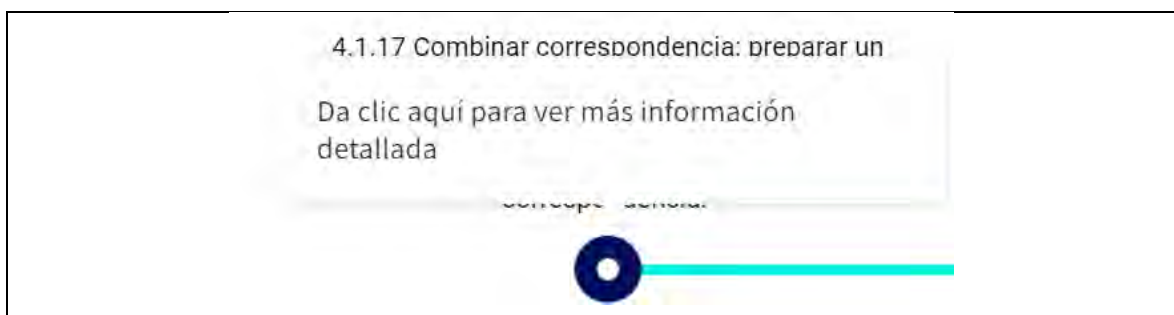 4.1.17 Combinar correspondencia: preparar un
Da clic aquí para ver más información
detallada